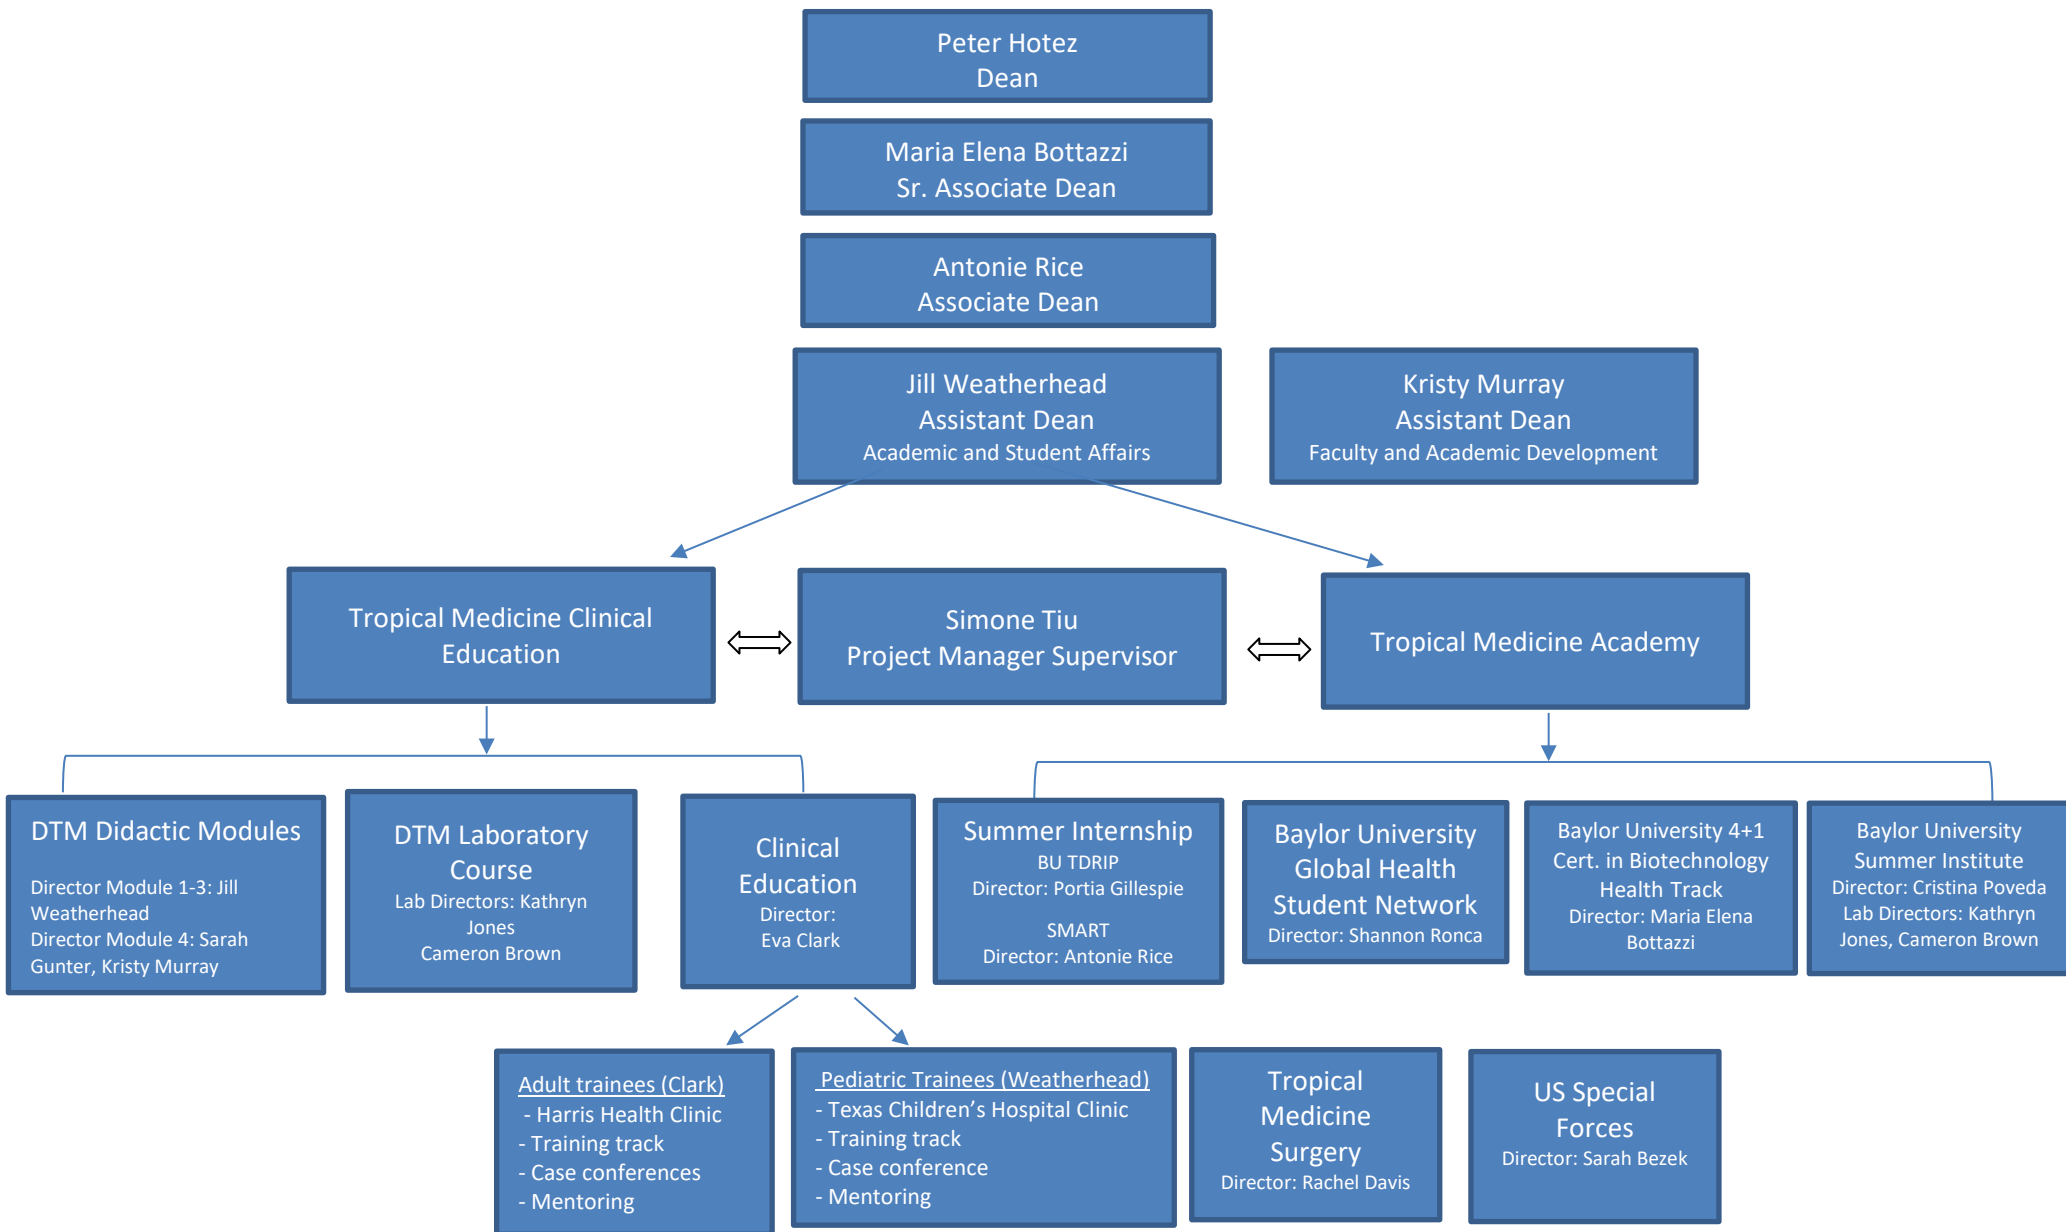 Peter Hotez
Dean
Maria Elena Bottazzi
Sr. Associate Dean
Antonie Rice
Associate Dean
Jill Weatherhead
Assistant Dean
Academic and Student Affairs
Kristy Murray
Assistant Dean
Faculty and Academic Development
Tropical Medicine Clinical
Education
Simone Tiu
Project Manager Supervisor
Tropical Medicine Academy
DTM Didactic Modules
Director Module 1-3: Jill
Weatherhead
Director Module 4: Sarah
Gunter, Kristy Murray
DTM Laboratory
Course
Lab Directors: Kathryn
Jones
Cameron Brown
Clinical
Education
Director:
Eva Clark
Summer Internship
BU TDRIP
Director: Portia Gillespie
SMART
Director: Antonie Rice
Baylor University
Global Health
Student Network
Director: Shannon Ronca
Baylor University 4+1
Cert. in Biotechnology
Health Track
Director: Maria Elena
Bottazzi
Baylor University
Summer Institute
Director: Cristina Poveda
Lab Directors: Kathryn
Jones, Cameron Brown
Adult trainees (Clark)
- Harris Health Clinic
- Training track
- Case conferences
- Mentoring
Pediatric Trainees (Weatherhead)
- Texas Children’s Hospital Clinic
- Training track
- Case conference
- Mentoring
Tropical
Medicine
Surgery
Director: Rachel Davis
US Special
Forces
Director: Sarah Bezek